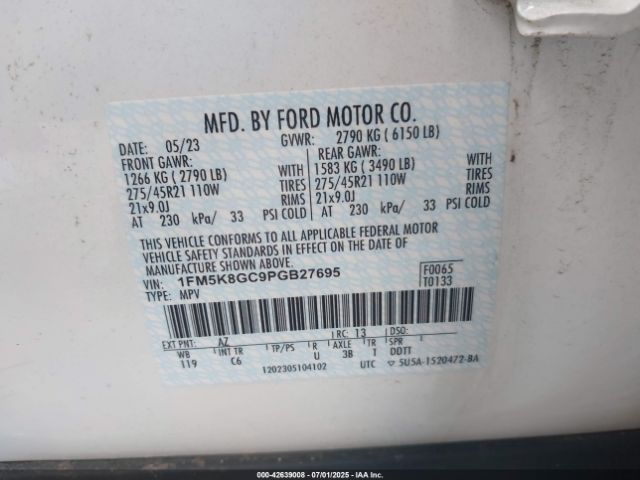 MFD. BY FORD MOTOR CO.
DATE: 05/23 GVWR: 2790 KG ( 6150 LB)
FRONT GAWR: REAR GAWR:
1266 KG ( 2790 LB) 1583 KG ( 3490 LB)
275/45R21 110W TIRES 275/45R21 110W TIRES
21x9.0J RIMS 21x9.0J RIMS
AT 230 kPa/ 33 PSI COLD AT 230 kPa/ 33 PSI COLD
THIS VEHICLE CONFORMS TO ALL APPLICABLE FEDERAL MOTOR
VEHICLE SAFETY STANDARDS IN EFFECT ON THE DATE OF
MANUFACTURE SHOWN ABOVE.
VIN: 1FM5K8GC9PGB27695 F0065
TYPE: MPV T0133
EXT PNT: AZ RC: 13 DSO:
WB INT TR TP/PS R AXLE TR SPR
119 C6 U 3B T DDTT
1202305104102 UTC ▽ 5U5A-1520472-BA
000-42639008 - 07/01/2025 - IAA Inc.